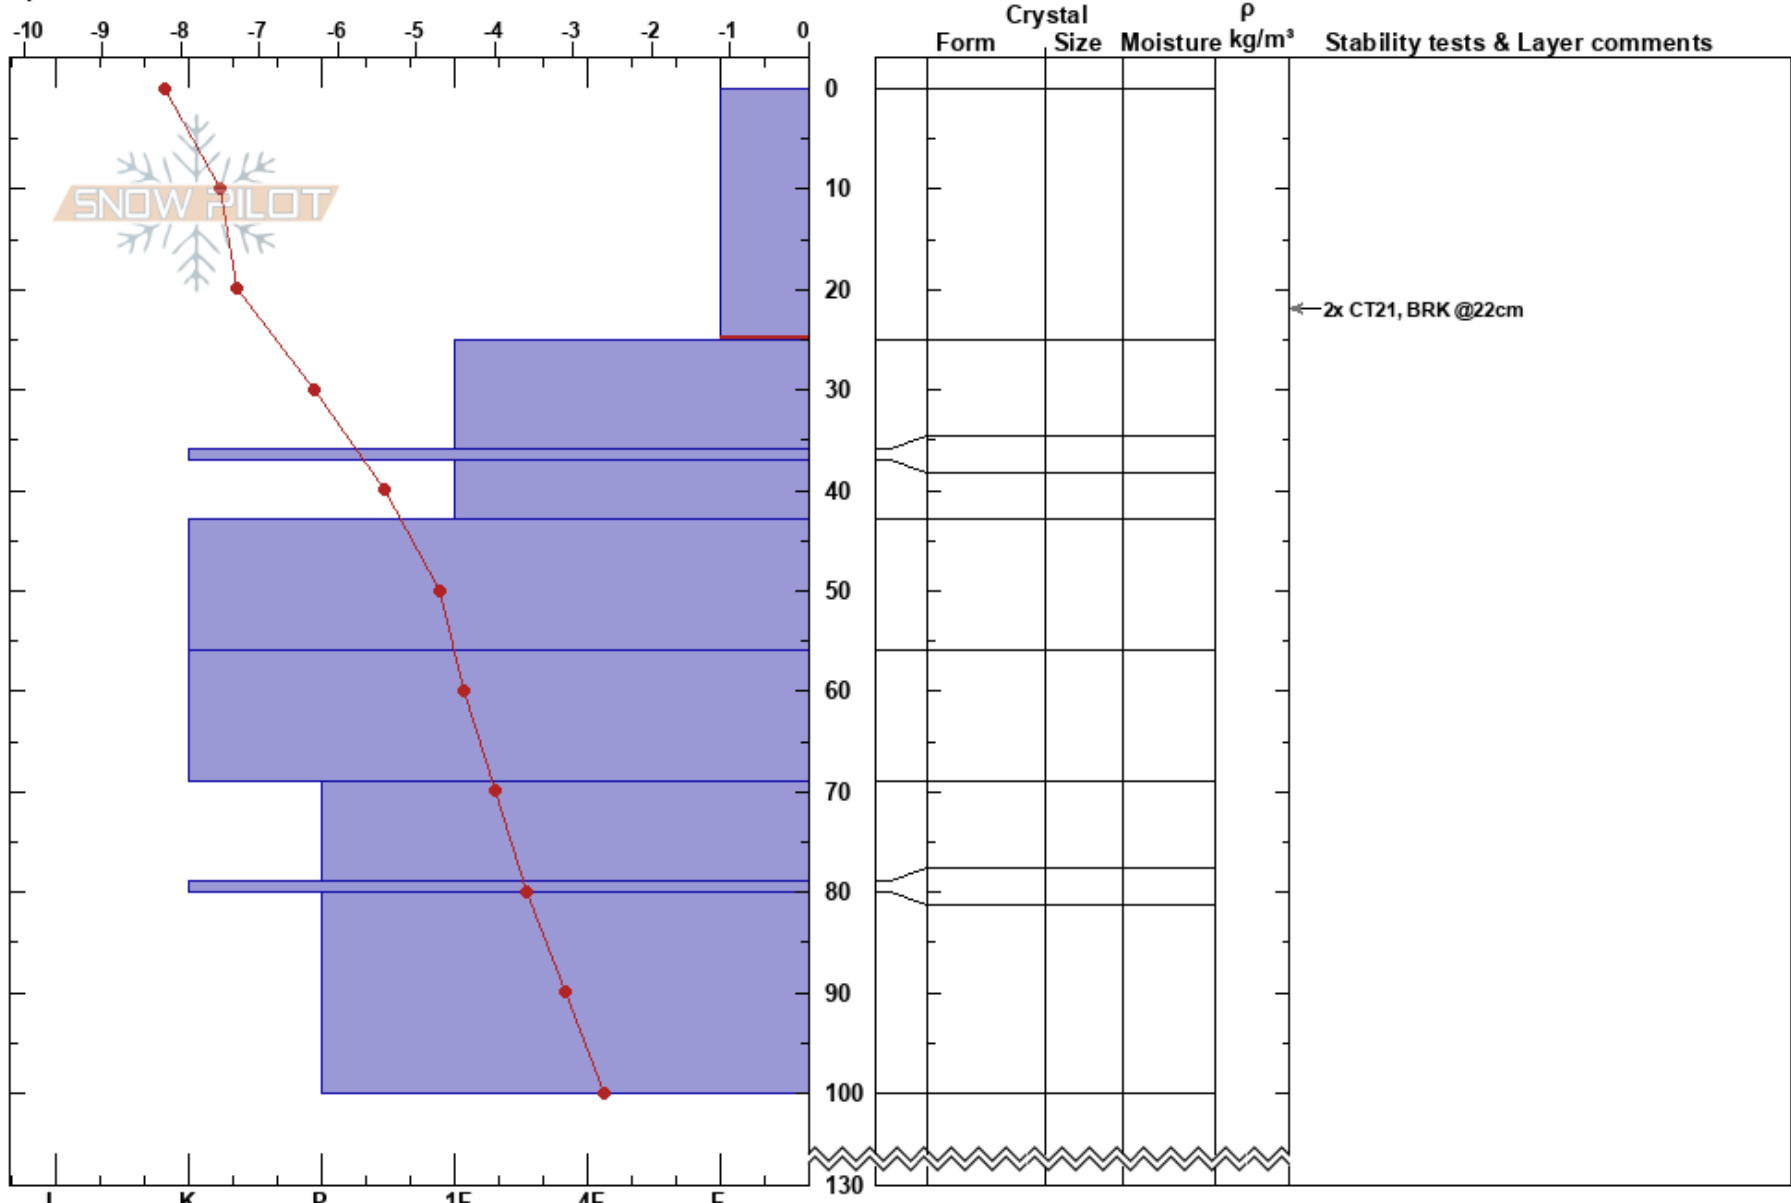 Crystal ρ
-10 -9 -8 -7 -6 -5 -4 -3 -2 -1 0
Form Size Moisture kg/m³ Stability tests & Layer comments
0
10
SNOW PILOT
20
2x CT21, BRK @22cm
30
40
50
60
70
80
90
100
130
I K P 1F 4F F